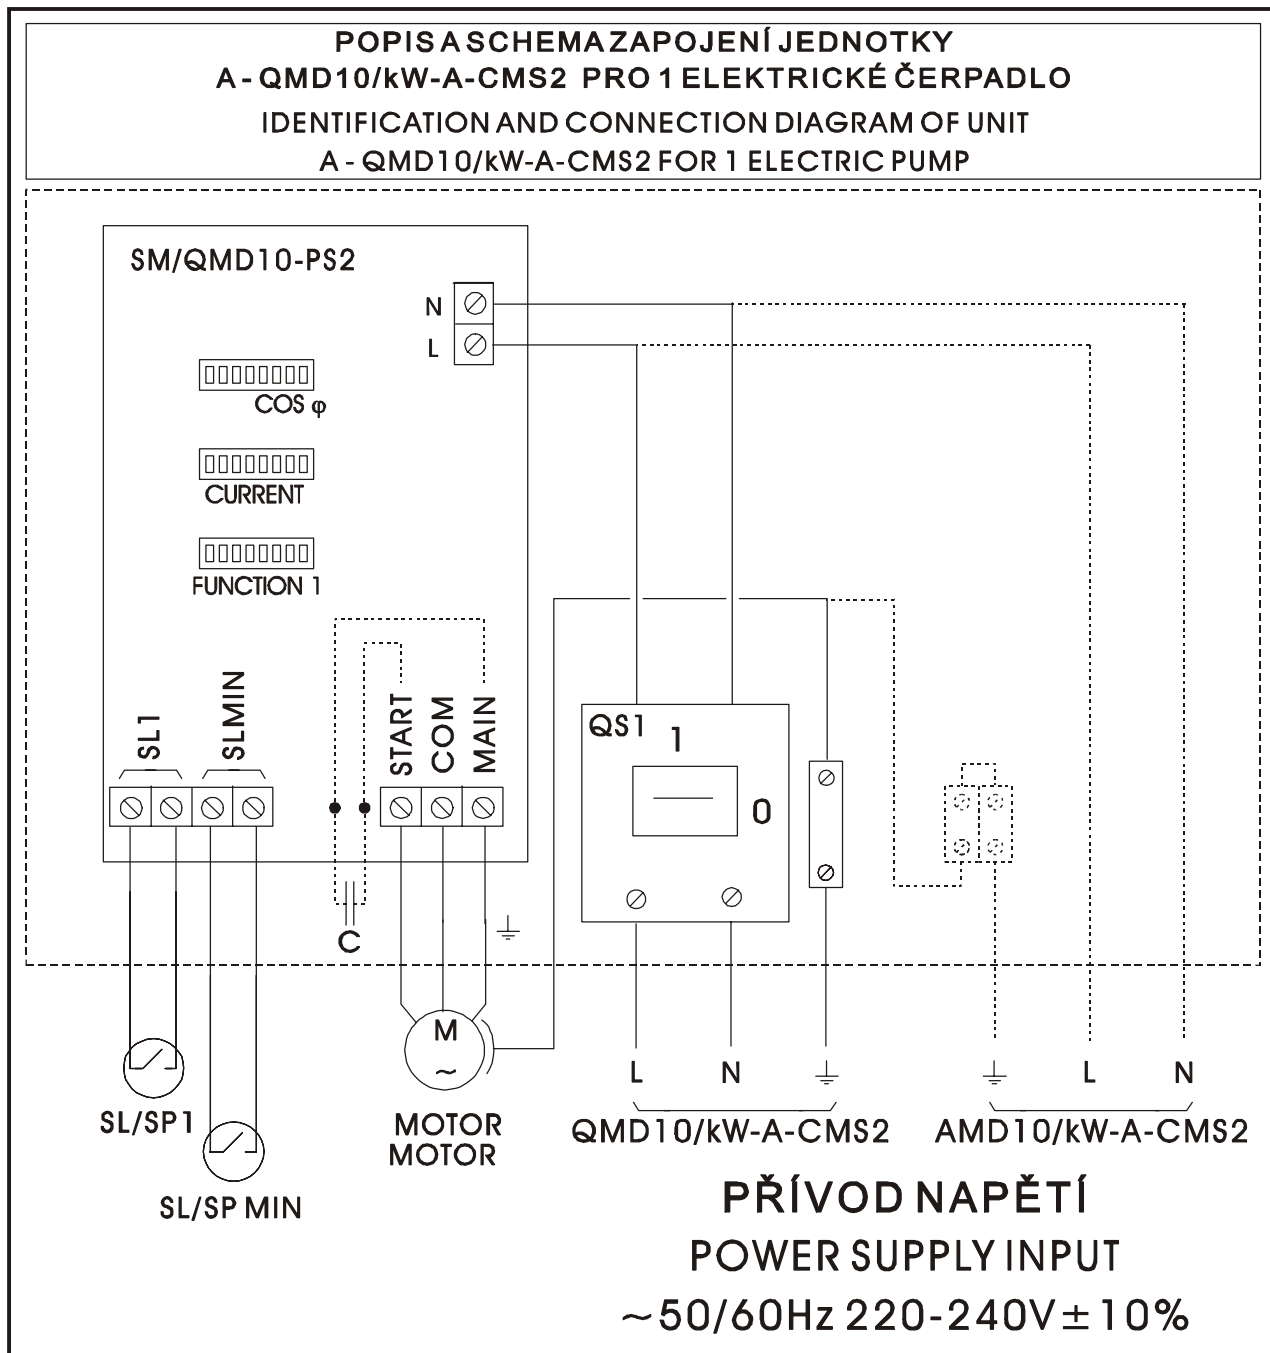 POPIS A SCHEMA ZAPOJENÍ JEDNOTKY
A - QMD10/kW-A-CMS2 PRO 1 ELEKTRICKÉ ČERPADLO
IDENTIFICATION AND CONNECTION DIAGRAM OF UNIT
A - QMD10/kW-A-CMS2 FOR 1 ELECTRIC PUMP
SM/QMD10-PS2
N
L
COS φ
CURRENT
FUNCTION 1
SL1
SLMIN
START
COM
MAIN
QS1
1
0
C
M
~
L
N
L
N
SL/SP1
MOTOR
MOTOR
QMD10/kW-A-CMS2
AMD10/kW-A-CMS2
SL/SP MIN
PŘÍVOD NAPĚTÍ
POWER SUPPLY INPUT
~50/60Hz 220-240V ± 10%